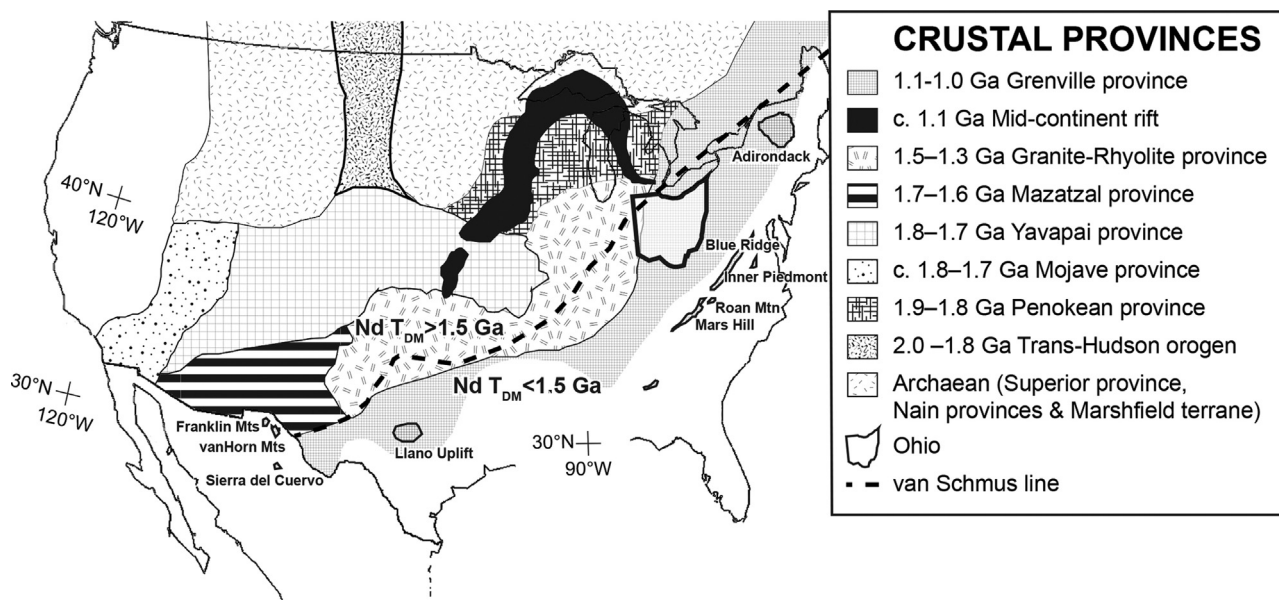 CRUSTAL PROVINCES
1.1-1.0 Ga Grenville province
c. 1.1 Ga Mid-continent rift
1.5–1.3 Ga Granite-Rhyolite province
1.7–1.6 Ga Mazatzal province
1.8–1.7 Ga Yavapai province
c. 1.8–1.7 Ga Mojave province
1.9–1.8 Ga Penokean province
2.0 –1.8 Ga Trans-Hudson orogen
Archaean (Superior province,
Nain provinces & Marshfield terrane)
Ohio
van Schmus line
Adirondack
40°N
120°W
Blue Ridge
Inner Piedmont
Roan Mtn
Mars Hill
Nd TDM>1.5 Ga
Nd TDM<1.5 Ga
30°N
120°W
Franklin Mts
vanHorn Mts
Sierra del Cuervo
Llano Uplift
30°N
90°W